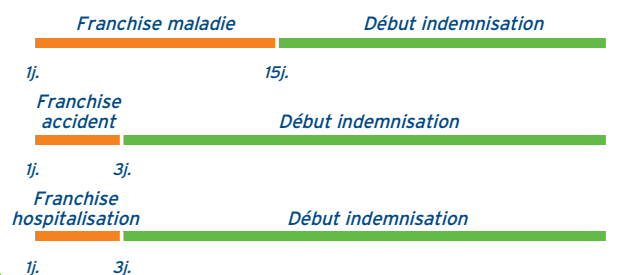 Franchise maladie Début indemnisation
1j. 15j.
Franchise
accident Début indemnisation
1j. 3j.
Franchise
hospitalisation Début indemnisation
1j. 3j.